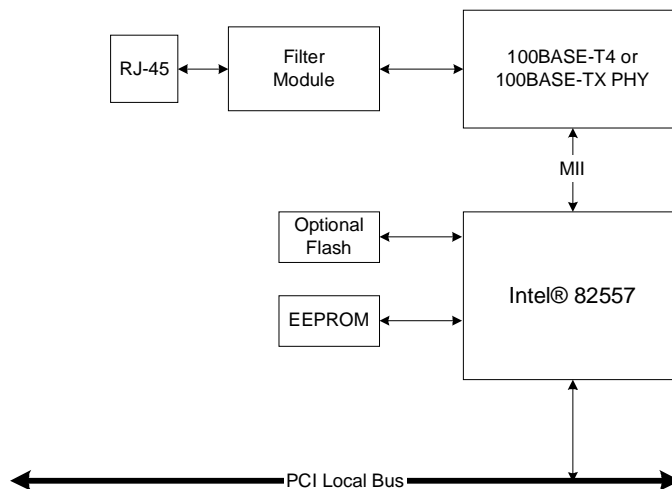 RJ-45
Filter
Module
100BASE-T4 or
100BASE-TX PHY
MII
Optional
Flash
Intel® 82557
EEPROM
PCI Local Bus